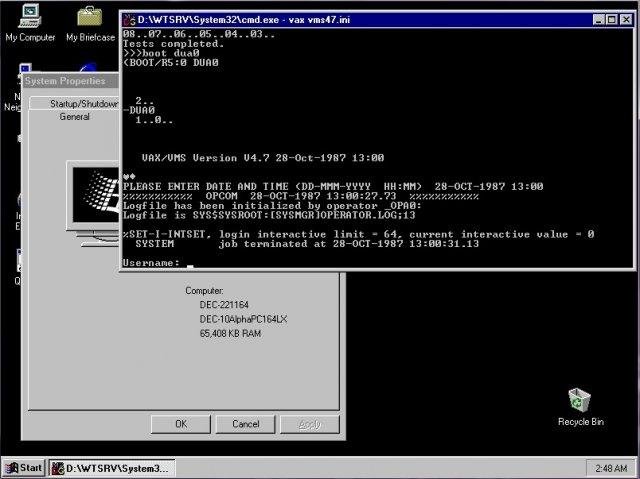 My Computer
My Briefcase
D:\WTSRV\System32\cmd.exe - vax vms47.ini
08..07..06..05..04..03..
Tests completed.
>>>boot dua0
(BOOT/R5:0 DUA0
2..
-DUA0
1..0..
VAX/VMS Version V4.7 28-Oct-1987 13:00
PLEASE ENTER DATE AND TIME (DD-MMM-YYYY  HH:MM)  28-OCT-1987 13:00
%%%%%%%%%%%  OPCOM  28-OCT-1987 13:00:27.73  %%%%%%%%%%%
Logfile has been initialized by operator _OPA0:
Logfile is SYS$SYSROOT:[SYSMGR]OPERATOR.LOG;13
%SET-I-INTSET, login interactive limit = 64, current interactive value = 0
SYSTEM       job terminated at 28-OCT-1987 13:00:31.13
Username:
System Properties
Startup/Shutdown
General
Computer:
DEC-221164
DEC-10AlphaPC164LX
65,408 KB RAM
OK
Cancel
Apply
Recycle Bin
Start
D:\WTSRV\System3...
2:48 AM